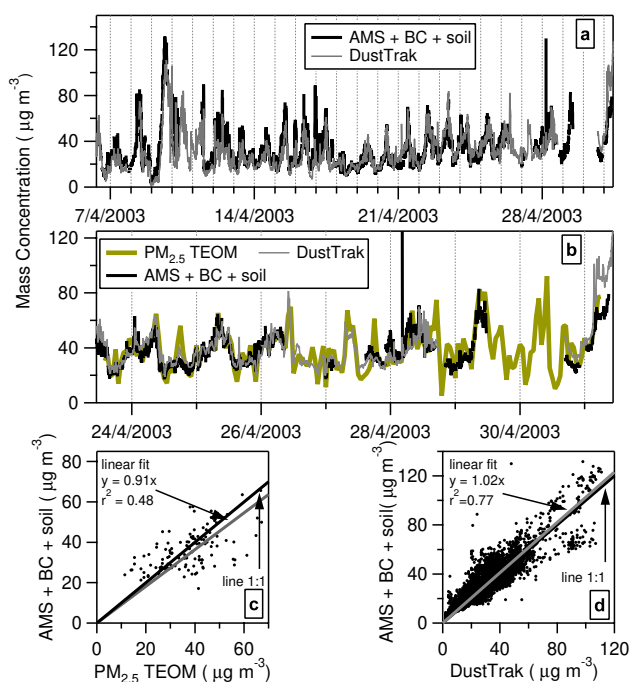 Mass Concentration ( µg m-3)
120
80
40
0
AMS + BC + soil
DustTrak
a
7/4/2003
14/4/2003
21/4/2003
28/4/2003
120
80
40
0
PM2.5 TEOM
DustTrak
AMS + BC + soil
b
24/4/2003
26/4/2003
28/4/2003
30/4/2003
AMS + BC + soil( µg m-3)
80
60
40
20
0
linear fit
y = 0.91x
r2 = 0.48
line 1:1
c
0
20
40
60
PM2.5 TEOM ( µg m-3)
AMS + BC + soil( µg m-3)
120
80
40
0
linear fit
y = 1.02x
r2=0.77
line 1:1
d
0
40
80
120
DustTrak ( µg m-3)